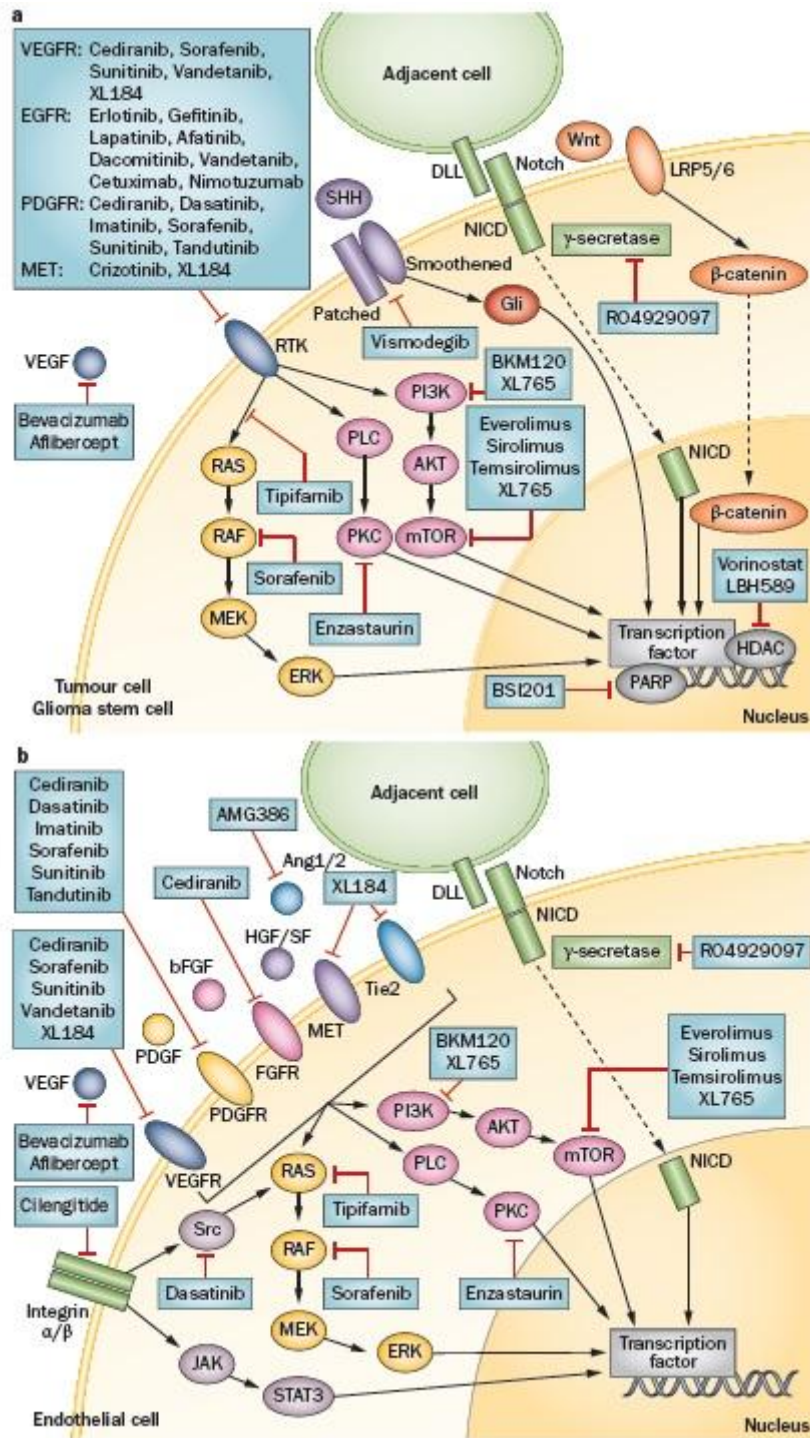 a
VEGFR: Cediranib, Sorafenib,
Sunitinib, Vandetanib,
XL184
EGFR: Erlotinib, Gefitinib,
Lapatinib, Afatinib,
Dacomitinib, Vandetanib,
Cetuximab, Nimotuzumab
PDGFR: Cediranib, Dasatinib,
Imatinib, Sorafenib,
Sunitinib, Tandutinib
MET: Crizotinib, XL184
Adjacent cell
DLL
Notch
NICD
Wnt
LRP5/6
SHH
Smoothened
Patched
Gli
γ-secretase
β-catenin
RO4929097
Vismodegib
RTK
VEGF
Bevacizumab
Aflibercept
BKM120
XL765
PI3K
PLC
Everolimus
Sirolimus
Temsirolimus
XL765
RAS
AKT
NICD
Tipifarnib
β-catenin
RAF
PKC
mTOR
Sorafenib
Vorinostat
LBH589
MEK
Enzastaurin
Transcription
factor
HDAC
ERK
BSI201
PARP
Tumour cell
Glioma stem cell
Nucleus
b
Cediranib
Dasatinib
Imatinib
Sorafenib
Sunitinib
Tandutinib
Adjacent cell
AMG386
Ang1/2
Cediranib
XL184
DLL
Notch
NICD
HGF/SF
Tie2
γ-secretase
RO4929097
Cediranib
Sorafenib
Sunitinib
Vandetanib
XL184
bFGF
MET
PDGF
FGFR
VEGF
PDGFR
BKM120
XL765
Everolimus
Sirolimus
Temsirolimus
XL765
Bevacizumab
Aflibercept
VEGFR
PI3K
AKT
mTOR
NICD
Cilengitide
RAS
PLC
Tipifarnib
PKC
Src
RAF
Dasatinib
Sorafenib
Enzastaurin
Integrin
α/β
MEK
ERK
Transcription
factor
JAK
STAT3
Endothelial cell
Nucleus